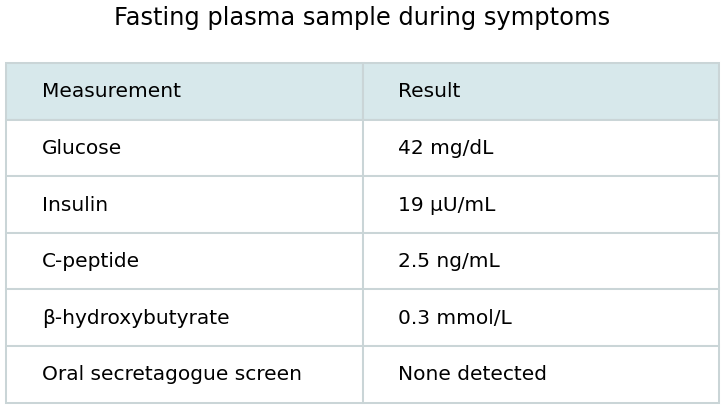 Fasting plasma sample during symptoms
Measurement Result
Glucose 42 mg/dL
Insulin 19 μU/mL
C-peptide 2.5 ng/mL
β-hydroxybutyrate 0.3 mmol/L
Oral secretagogue screen None detected